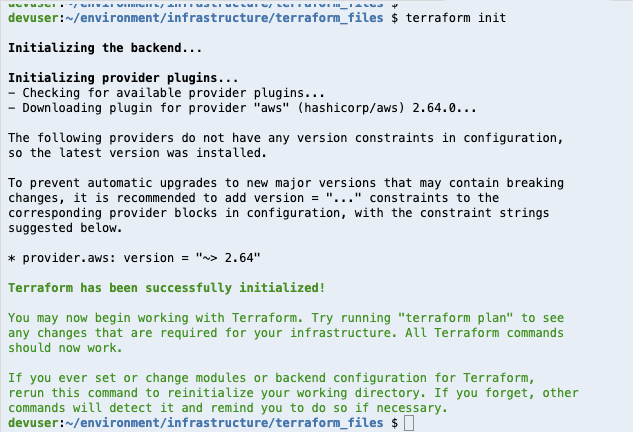 devuser:~/environment/infrastructure/terraform_files $
devuser:~/environment/infrastructure/terraform_files $ terraform init
Initializing the backend...
Initializing provider plugins...
- Checking for available provider plugins...
- Downloading plugin for provider "aws" (hashicorp/aws) 2.64.0...
The following providers do not have any version constraints in configuration,
so the latest version was installed.
To prevent automatic upgrades to new major versions that may contain breaking
changes, it is recommended to add version = "..." constraints to the
corresponding provider blocks in configuration, with the constraint strings
suggested below.
* provider.aws: version = "~> 2.64"
Terraform has been successfully initialized!
You may now begin working with Terraform. Try running "terraform plan" to see
any changes that are required for your infrastructure. All Terraform commands
should now work.
If you ever set or change modules or backend configuration for Terraform,
rerun this command to reinitialize your working directory. If you forget, other
commands will detect it and remind you to do so if necessary.
devuser:~/environment/infrastructure/terraform_files $